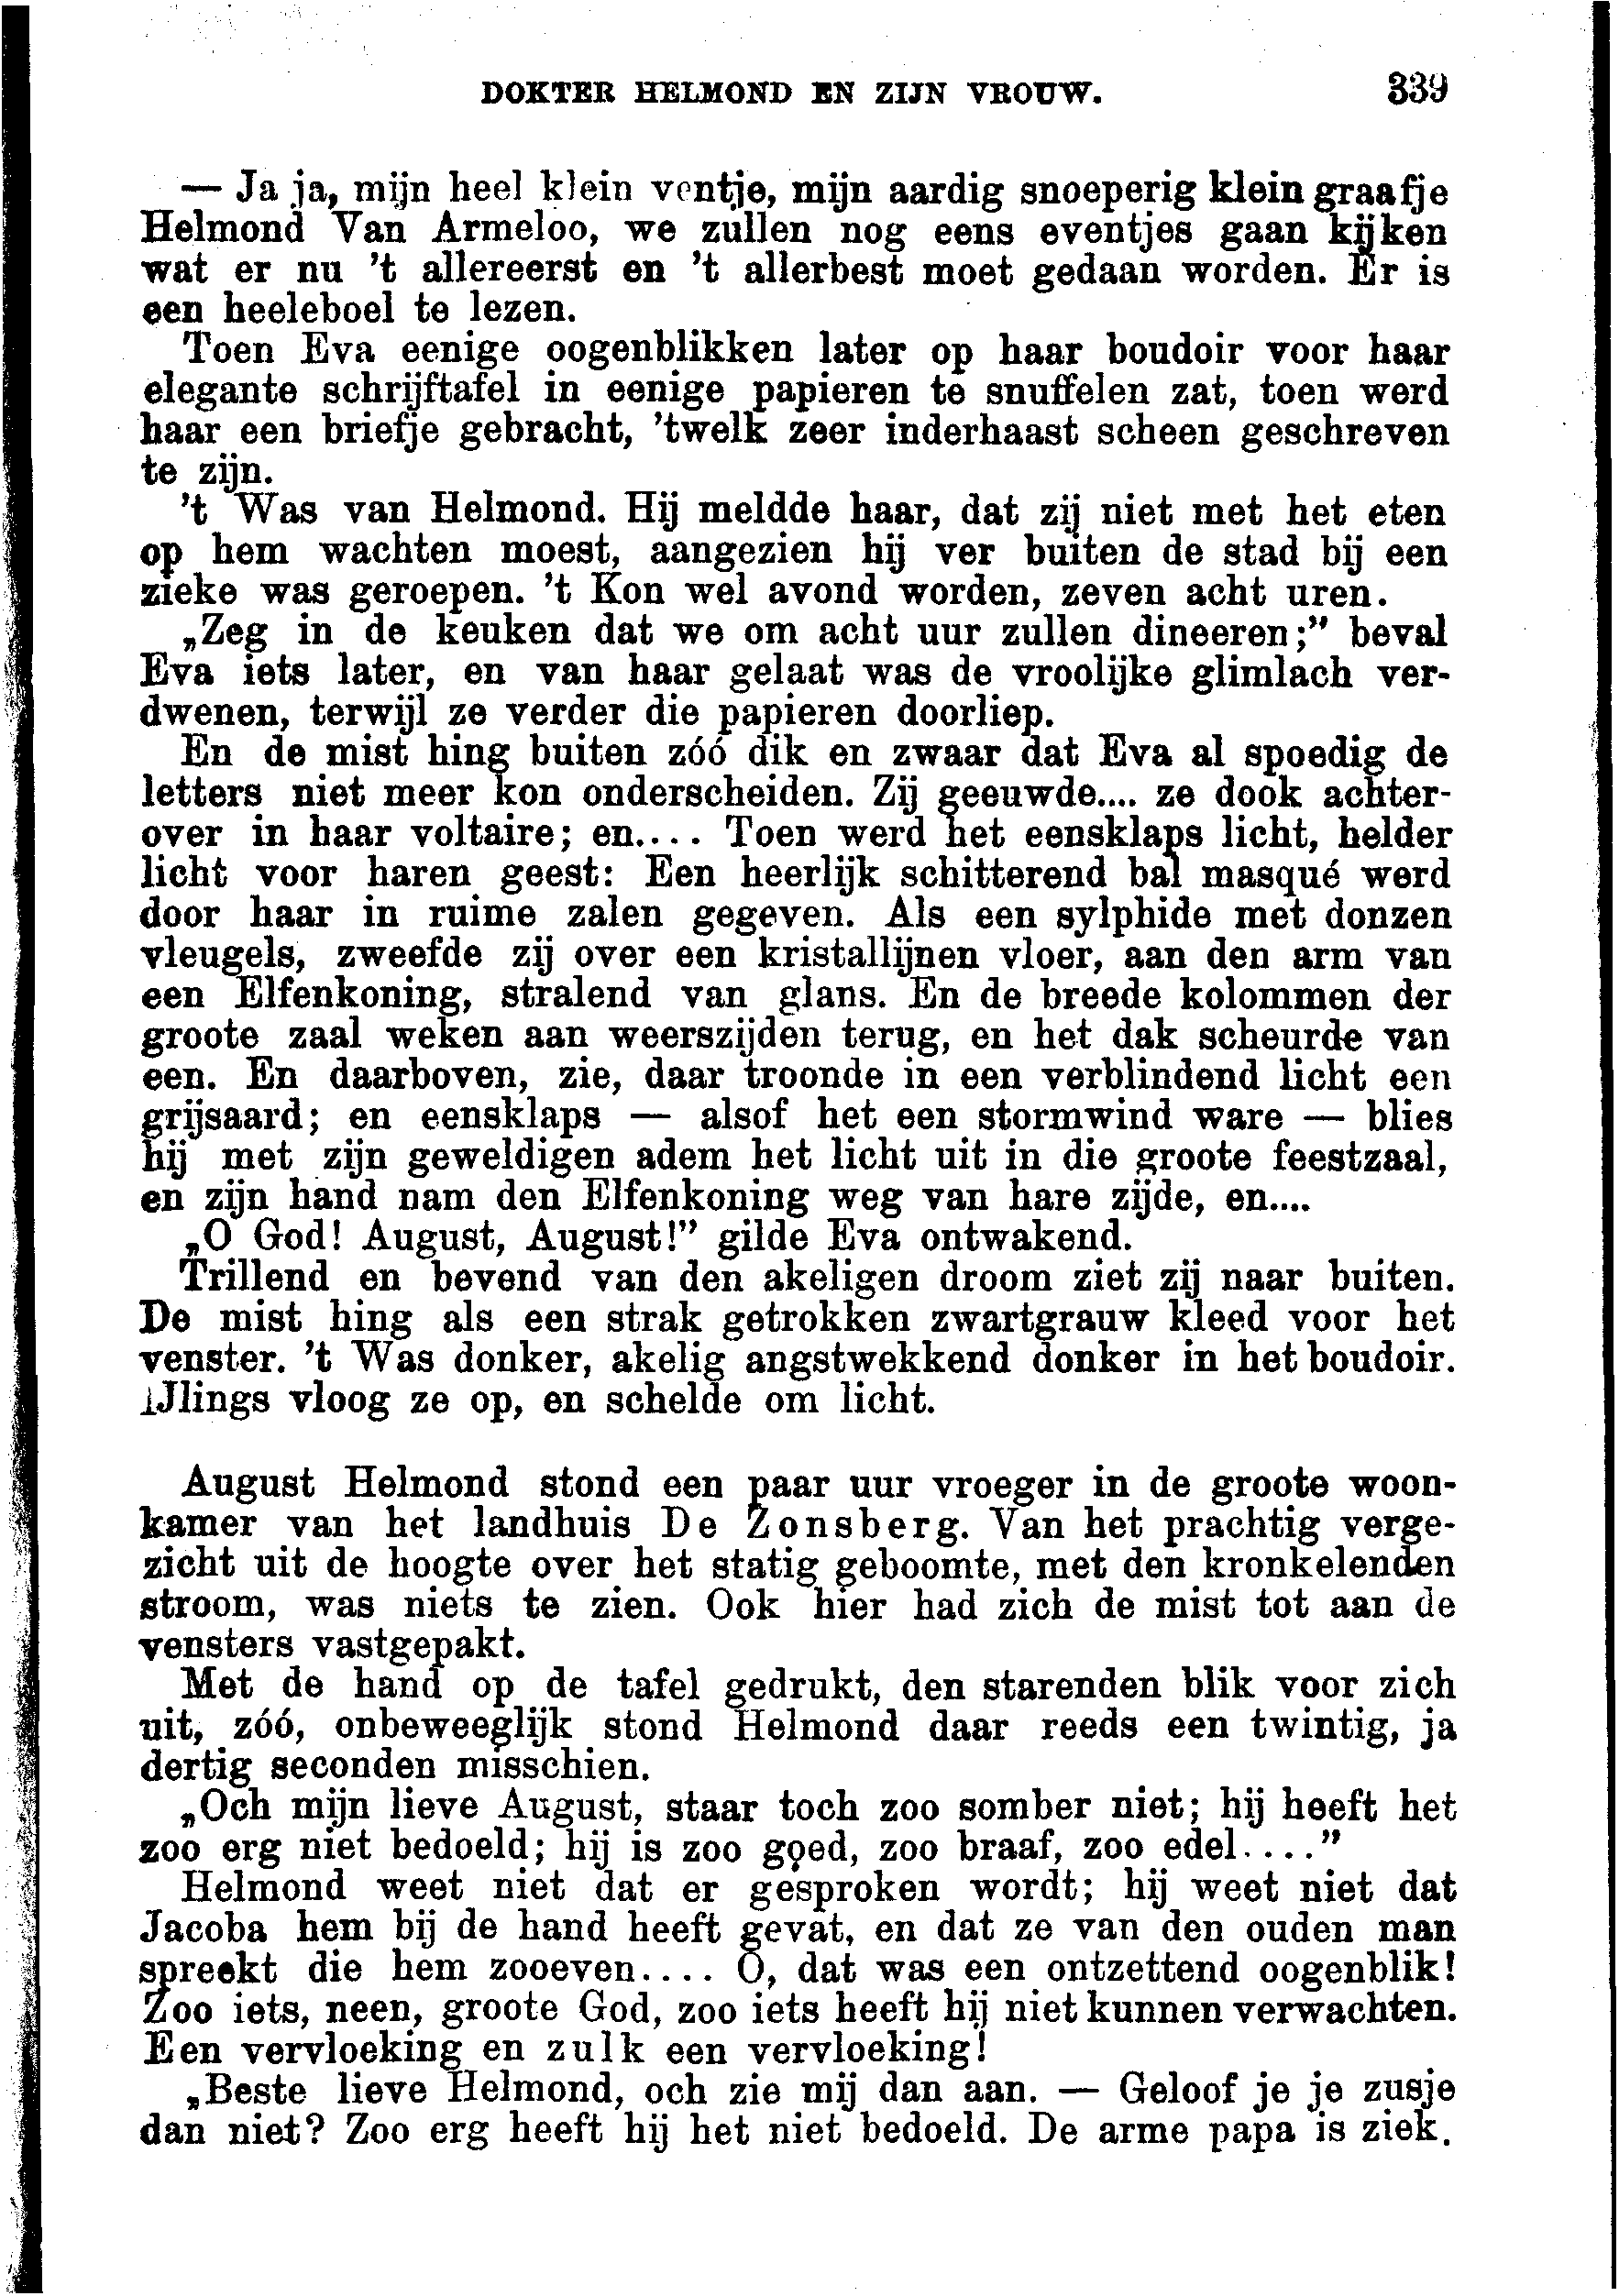 DOKTER HELMOND EN ZIJN VROUW. 339
— Ja ja, mijn heel klein ventje, mijn aardig snoeperig klein graafje
Helmond Van Armeloo, we zullen nog eens eventjes gaan kijken
wat er nu 't allereerst en 't allerbest moet gedaan worden. Er is
een heeleboel te lezen.
Toen Eva eenige oogenblikken later op haar boudoir voor haar
elegante schrijftafel in eenige papieren te snuffelen zat, toen werd
haar een briefje gebracht, 'twelk zeer inderhaast scheen geschreven
te zijn.
't Was van Helmond. Hij meldde haar, dat zij niet met het eten
op hem wachten moest, aangezien hij ver buiten de stad bij een
zieke was geroepen. 't Kon wel avond worden, zeven acht uren.
„Zeg in de keuken dat we om acht uur zullen dineeren;” beval
Eva iets later, en van haar gelaat was de vroolijke glimlach ver-
dwenen, terwijl ze verder die papieren doorliep.
En de mist hing buiten zóó dik en zwaar dat Eva al spoedig de
letters niet meer kon onderscheiden. Zij geeuwde.... ze dook achter-
over in haar voltaire; en.... Toen werd het eensklaps licht, helder
licht voor haren geest: Een heerlijk schitterend bal masqué werd
door haar in ruime zalen gegeven. Als een sylphide met donzen
vleugels, zweefde zij over een kristallijnen vloer, aan den arm van
een Elfenkoning, stralend van glans. En de breede kolommen der
groote zaal weken aan weerszijden terug, en het dak scheurde van
een. En daarboven, zie, daar troonde in een verblindend licht een
grijsaard; en eensklaps — alsof het een stormwind ware — blies
hij met zijn geweldigen adem het licht uit in die groote feestzaal,
en zijn hand nam den Elfenkoning weg van hare zijde, en....
„O God! August, August!” gilde Eva ontwakend.
Trillend en bevend van den akeligen droom ziet zij naar buiten.
De mist hing als een strak getrokken zwartgrauw kleed voor het
venster. 't Was donker, akelig angstwekkend donker in het boudoir.
IJlings vloog ze op, en schelde om licht.
August Helmond stond een paar uur vroeger in de groote woon-
kamer van het landhuis De Zonsberg. Van het prachtig verge-
zicht uit de hoogte over het statig geboomte, met den kronkelenden
stroom, was niets te zien. Ook hier had zich de mist tot aan de
vensters vastgepakt.
Met de hand op de tafel gedrukt, den starenden blik voor zich
uit, zóó, onbeweeglijk stond Helmond daar reeds een twintig, ja
dertig seconden misschien.
„Och mijn lieve August, staar toch zoo somber niet; hij heeft het
zoo erg niet bedoeld; hij is zoo goed, zoo braaf, zoo edel....”
Helmond weet niet dat er gesproken wordt; hij weet niet dat
Jacoba hem bij de hand heeft gevat, en dat ze van den ouden man
spreekt die hem zooeven.... O, dat was een ontzettend oogenblik!
Zoo iets, neen, groote God, zoo iets heeft hij niet kunnen verwachten.
Een vervloeking en zulk een vervloeking!
„Beste lieve Helmond, och zie mij dan aan. — Geloof je je zusje
dan niet? Zoo erg heeft hij het niet bedoeld. De arme papa is ziek.